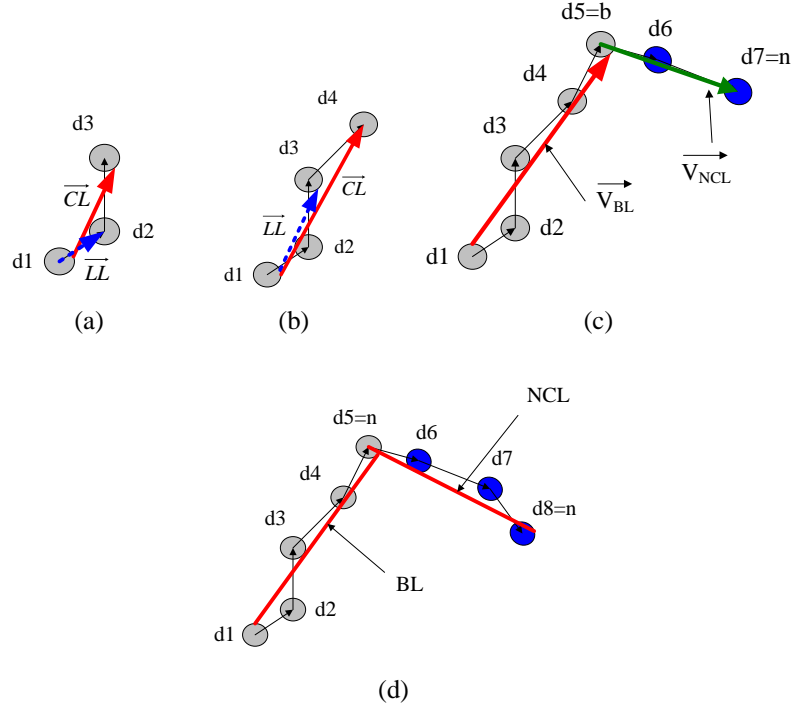 d3
CL
d2
d1
LL
(a)
d4
d3
CL
LL
d2
d1
(b)
d5=b
d6
d7=n
d4
d3
V_NCL
V_BL
d2
d1
(c)
NCL
d5=n
d6
d7
d4
d8=n
d3
BL
d2
d1
(d)